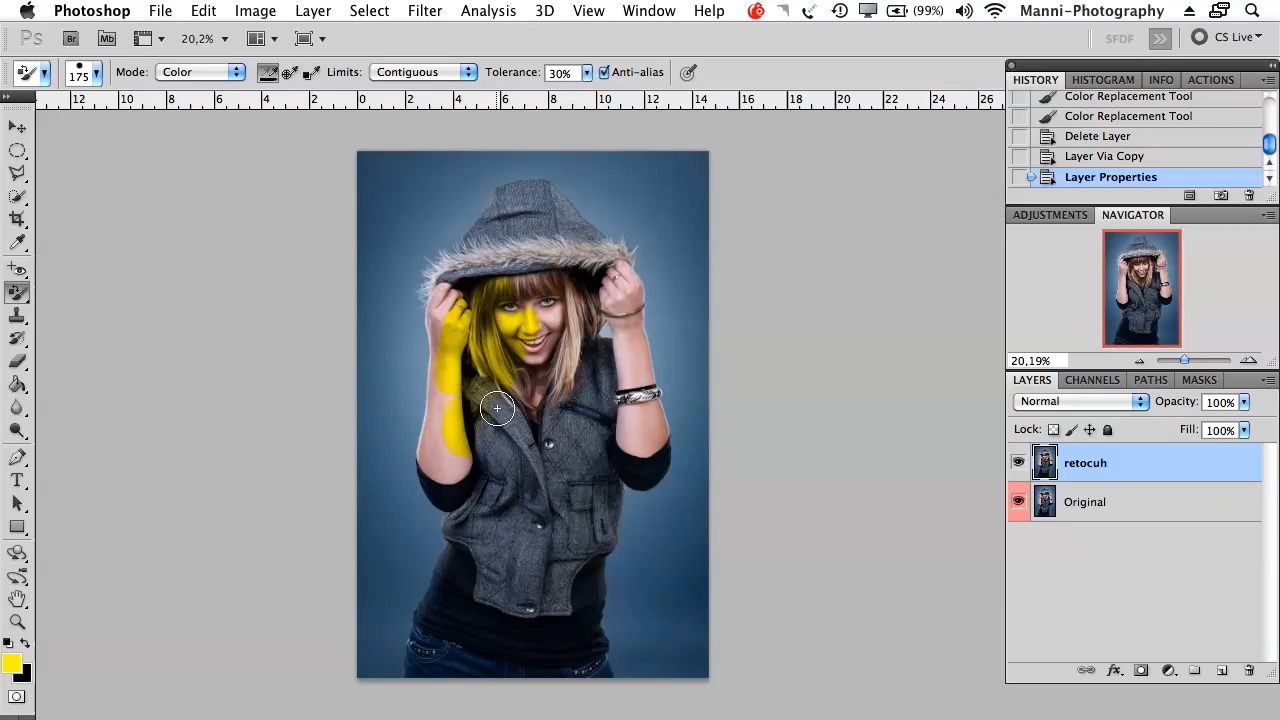 Photoshop File Edit Image Layer Select Filter Analysis 3D View Window Help (99%) Manni-Photography
Ps Br Mb 20,2% SFDF CS Live
175 Mode: Color Limits: Contiguous Tolerance: 30% Anti-alias
12 10 8 6 4 2 0 2 4 6 8 10 12 14 16 18 20 22 24 26
HISTORY HISTOGRAM INFO ACTIONS
Color Replacement Tool
Color Replacement Tool
Delete Layer
Layer Via Copy
Layer Properties
ADJUSTMENTS NAVIGATOR
20,19%
LAYERS CHANNELS PATHS MASKS
Normal Opacity: 100%
Lock: Fill: 100%
retocuh
Original
T